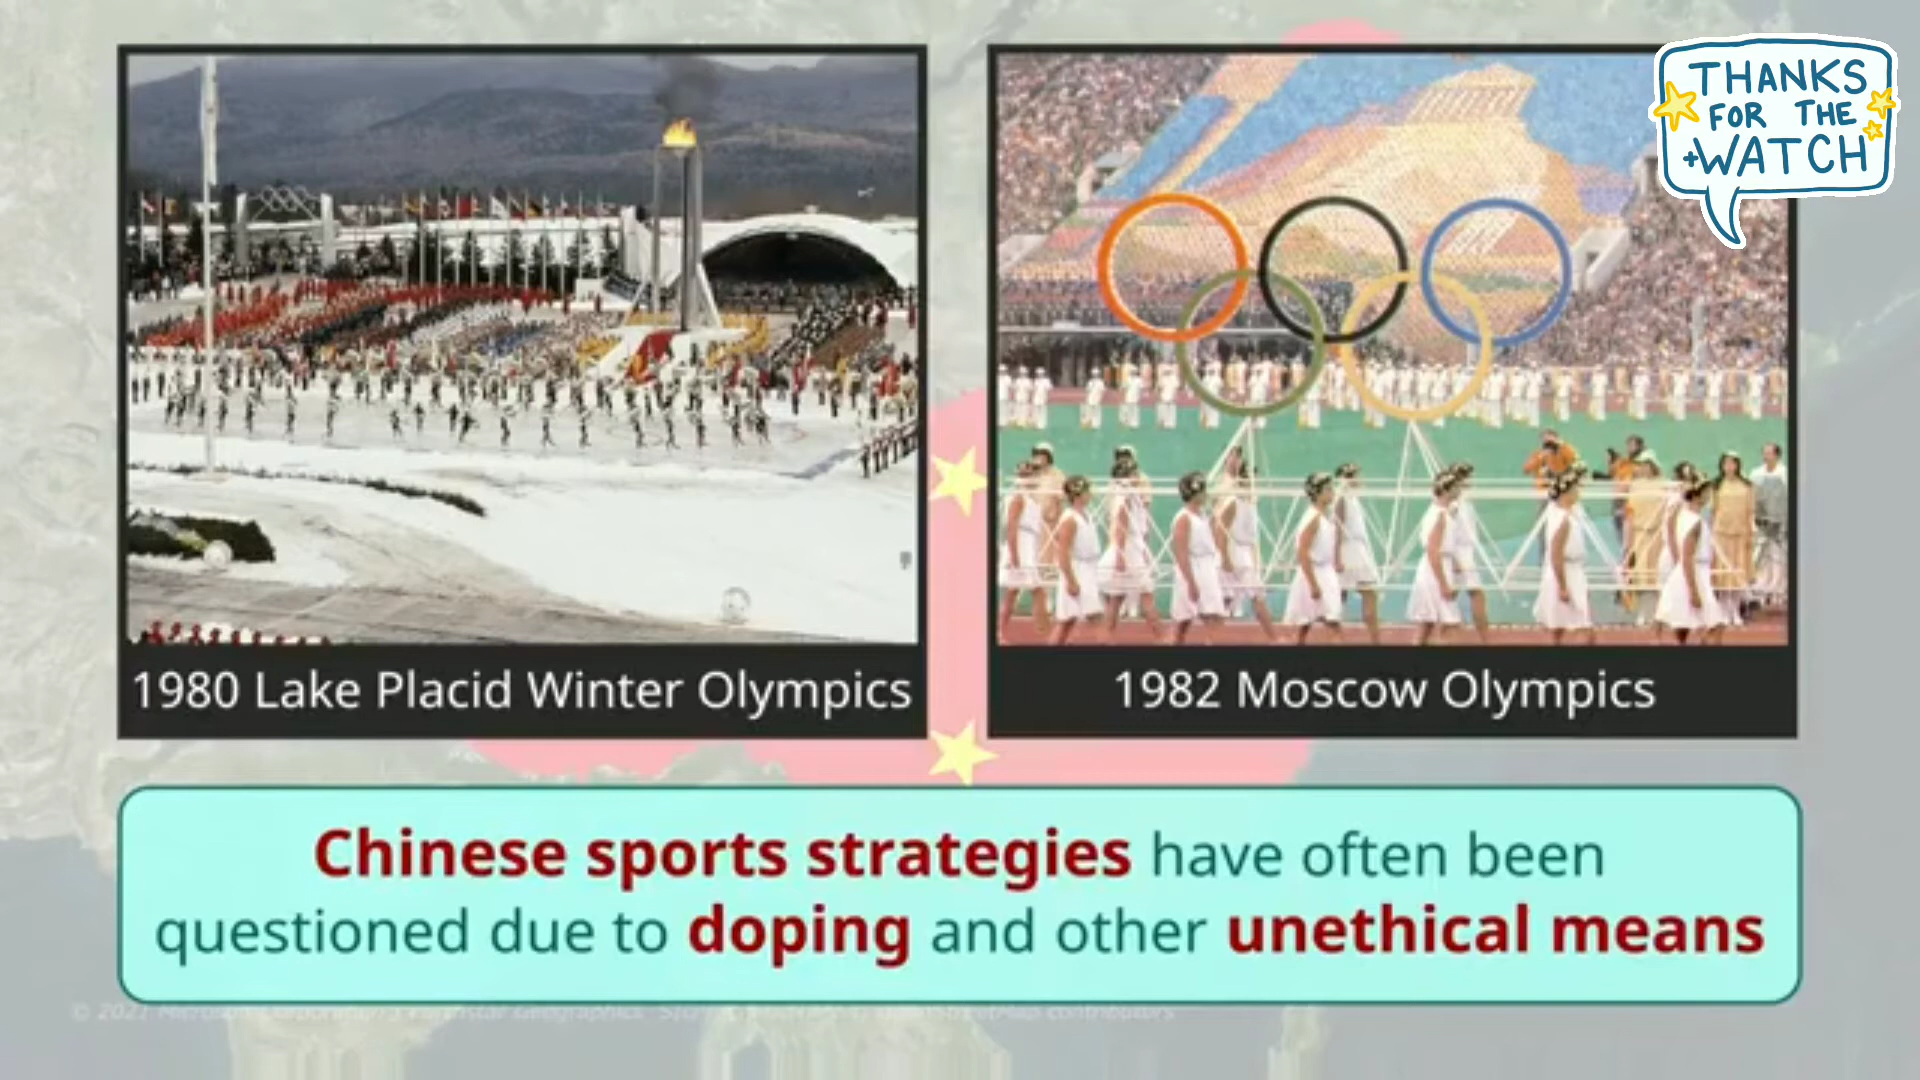 THANKS
FOR THE
WATCH
1980 Lake Placid Winter Olympics
1982 Moscow Olympics
Chinese sports strategies have often been
questioned due to doping and other unethical means